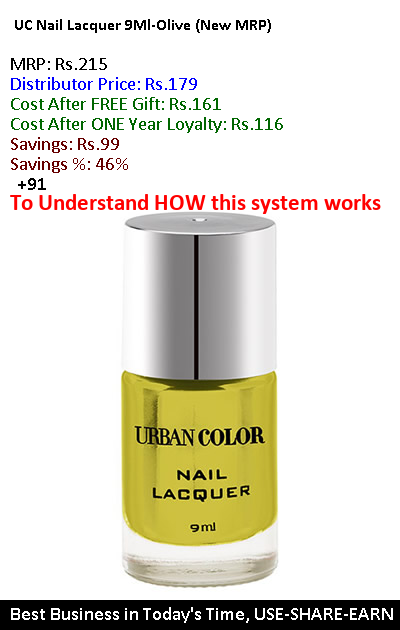 UC Nail Lacquer 9Ml-Olive (New MRP)
MRP: Rs.215
Distributor Price: Rs.179
Cost After FREE Gift: Rs.161
Cost After ONE Year Loyalty: Rs.116
Savings: Rs.99
Savings %: 46%
+91
To Understand HOW this system works
URBAN COLOR
NAIL
LACQUER
9ml
Best Business in Today's Time, USE-SHARE-EARN